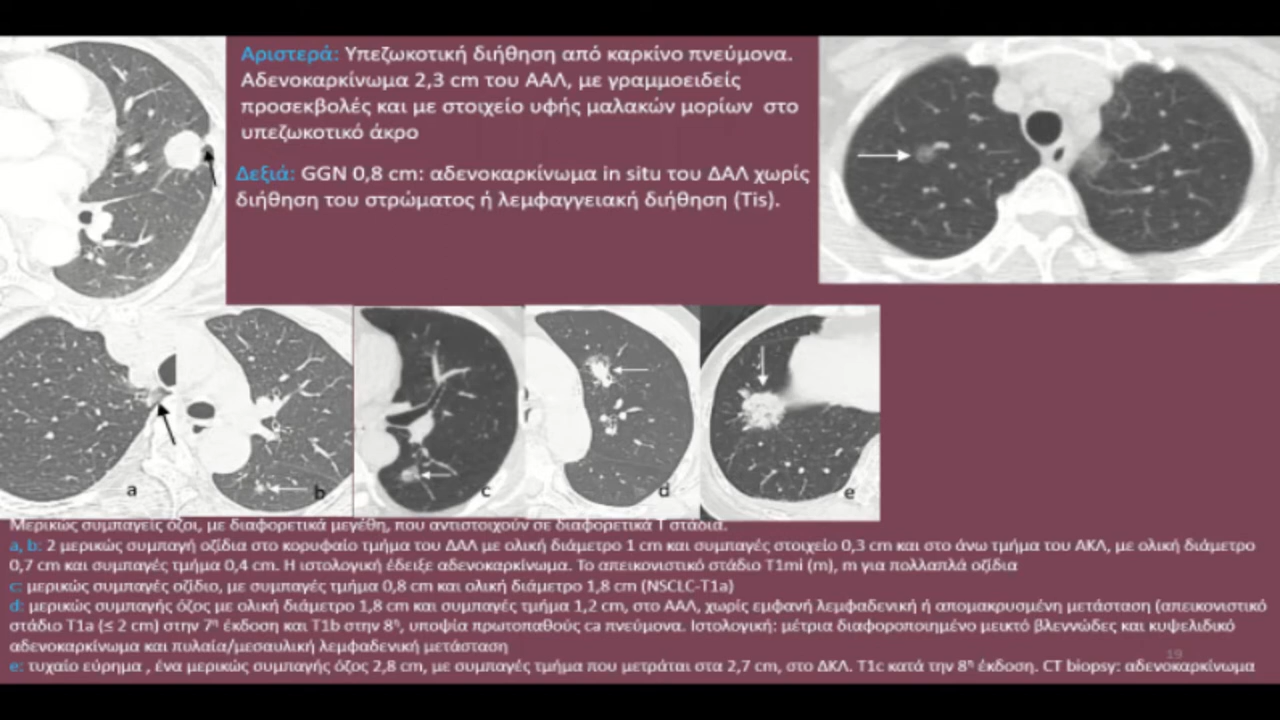 Αριστερά: Υπεζωκοτική διήθηση από καρκίνο πνεύμονα.
Αδενοκαρκίνωμα 2,3 cm του ΑΑΛ, με γραμμοειδείς
προσεκβολές και με στοιχείο υφής μαλακών μορίων στο
υπεζωκοτικό άκρο
Δεξιά: GGN 0,8 cm: αδενοκαρκίνωμα in situ του ΔΑΛ χωρίς
διήθηση του στρώματος ή λεμφαγγειακή διήθηση (Tis).
a
b
c
d
e
Μερικώς συμπαγείς όζοι, με διαφορετικά μεγέθη, που αντιστοιχούν σε διαφορετικά Τ στάδια.
a, b: 2 μερικώς συμπαγή οζίδια στο κορυφαίο τμήμα του ΔΑΛ με ολική διάμετρο 1 cm και συμπαγές στοιχείο 0,3 cm και στο άνω τμήμα του ΑΚΛ, με ολική διάμετρο
0,7 cm και συμπαγές τμήμα 0,4 cm. Η ιστολογική έδειξε αδενοκαρκίνωμα. Το απεικονιστικό στάδιο T1mi (m), m για πολλαπλά οζίδια
c: μερικώς συμπαγές οζίδιο, με συμπαγές τμήμα 0,8 cm και ολική διάμετρο 1,8 cm (NSCLC-T1a)
d: μερικώς συμπαγής όζος με ολική διάμετρο 1,8 cm και συμπαγές τμήμα 1,2 cm, στο ΑΑΛ, χωρίς εμφανή λεμφαδενική ή απομακρυσμένη μετάσταση (απεικονιστικό
στάδιο T1a (≤ 2 cm) στην 7η έκδοση και T1b στην 8η, υποψία πρωτοπαθούς ca πνεύμονα. Ιστολογική: μέτρια διαφοροποιημένο μεικτό βλεννώδες και κυψελιδικό
αδενοκαρκίνωμα και πυλαία/μεσαυλική λεμφαδενική μετάσταση
19
e: τυχαίο εύρημα , ένα μερικώς συμπαγής όζος 2,8 cm, με συμπαγές τμήμα που μετράται στα 2,7 cm, στο ΔΚΛ. T1c κατά την 8η έκδοση. CT biopsy: αδενοκαρκίνωμα